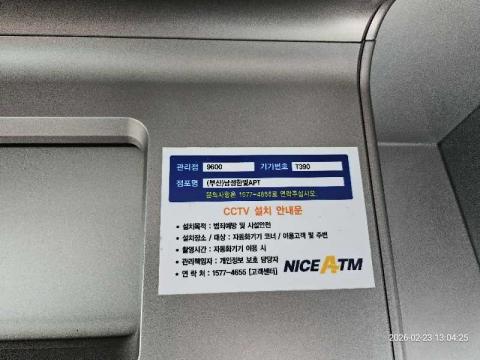 관리점 9600 기기번호 T390
점포명 (부산)남성한빛APT
문의사항은 1577-4655로 연락주십시오.
CCTV 설치 안내문
• 설치목적 : 범죄예방 및 시설안전
• 설치장소 / 대상 : 자동화기기 코너 / 이용고객 및 주변
• 촬영시간 : 자동화기기 이용 시
• 관리책임자 : 개인정보 보호 담당자
• 연 락 처 : 1577-4655 [고객센터]
NICE ATM
2026-02-23 13:04:25